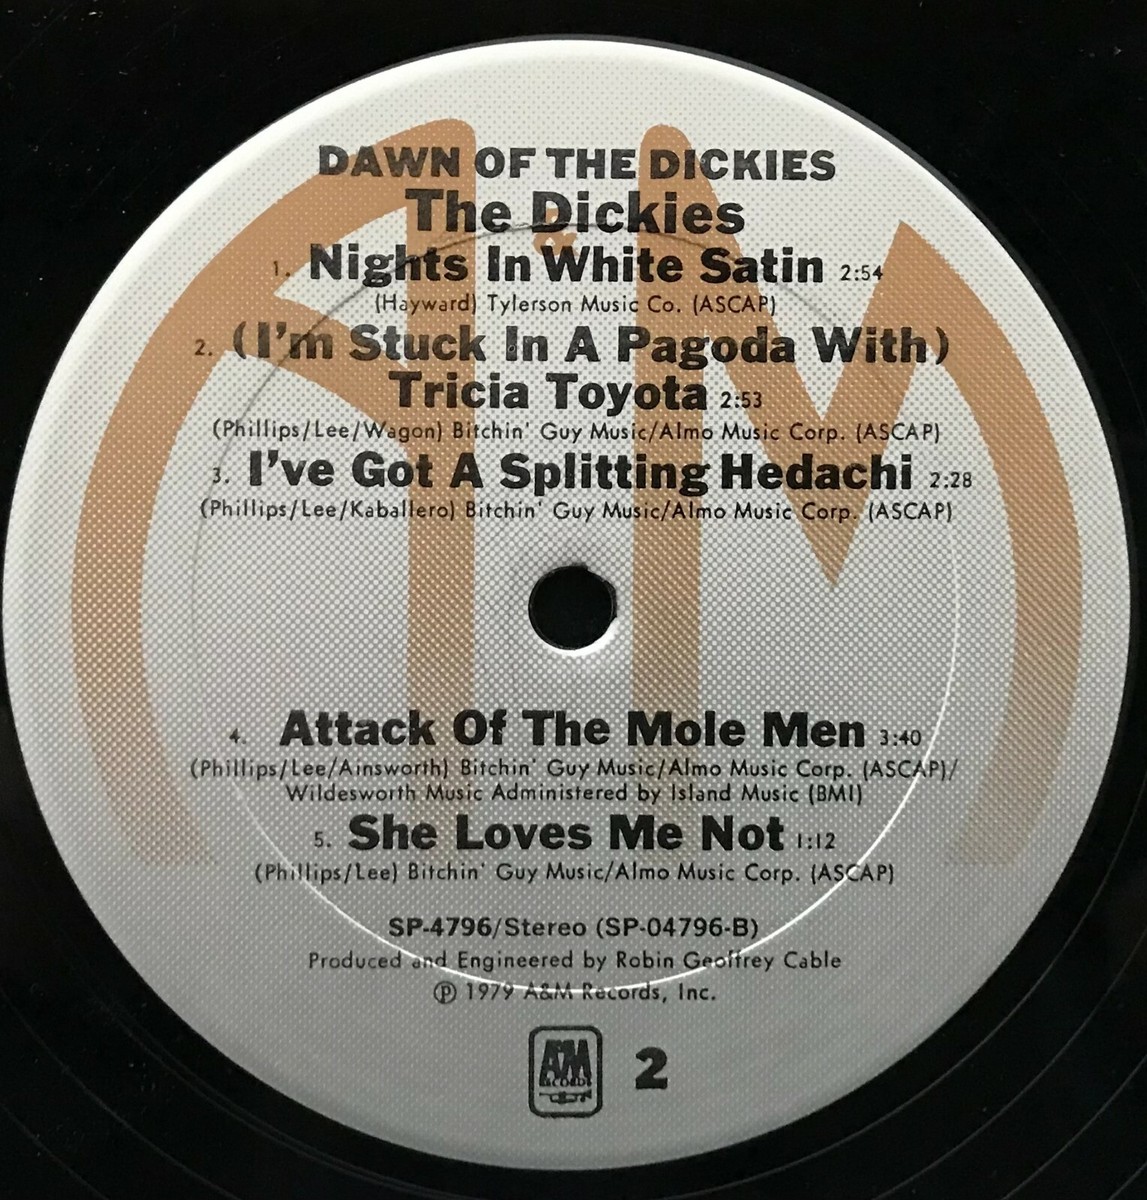 DAWN OF THE DICKIES
The Dickies
&
1. Nights In White Satin 2:54
(Hayward) Tylerson Music Co. (ASCAP)
2. (I'm Stuck In A Pagoda With)
Tricia Toyota 2:53
(Phillips/Lee/Wagon) Bitchin' Guy Music/Almo Music Corp. (ASCAP)
3. I've Got A Splitting Hedachi 2:28
(Phillips/Lee/Kaballero) Bitchin' Guy Music/Almo Music Corp. (ASCAP)
4. Attack Of The Mole Men 3:40
(Phillips/Lee/Ainsworth) Bitchin' Guy Music/Almo Music Corp. (ASCAP)/
Wildesworth Music Administered by Island Music (BMI)
5. She Loves Me Not 1:12
(Phillips/Lee) Bitchin' Guy Music/Almo Music Corp. (ASCAP)
SP-4796/Stereo (SP-04796-B)
Produced and Engineered by Robin Geoffrey Cable
℗ 1979 A&M Records, Inc.
A&M 2
RECORDS